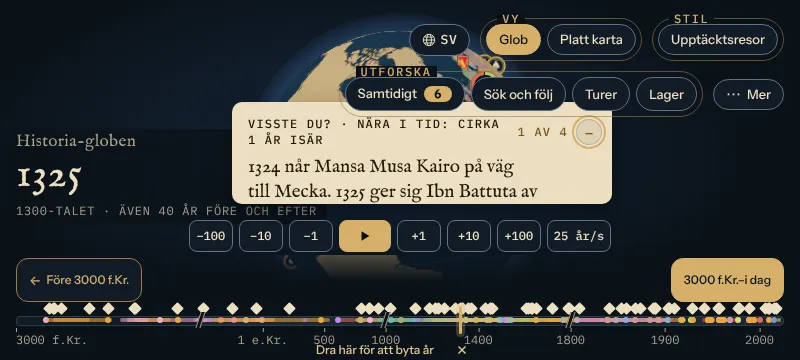 VY
STIL
SV
Glob
Platt karta
Upptäcktsresor
UTFORSKA
Samtidigt 6
Sök och följ
Turer
Lager
··· Mer
VISSTE DU? · NÄRA I TID: CIRKA
1 ÅR ISÄR
1 AV 4
–
1324 når Mansa Musa Kairo på väg
till Mecka. 1325 ger sig Ibn Battuta av
Historia-globen
1325
1300-TALET · ÄVEN 40 ÅR FÖRE OCH EFTER
−100
−10
−1
+1
+10
+100
25 år/s
← Före 3000 f.Kr.
3000 f.Kr.–i dag
3000 f.Kr.
1 e.Kr.
500
1000
1400
1800
1900
2000
Dra här för att byta år ×